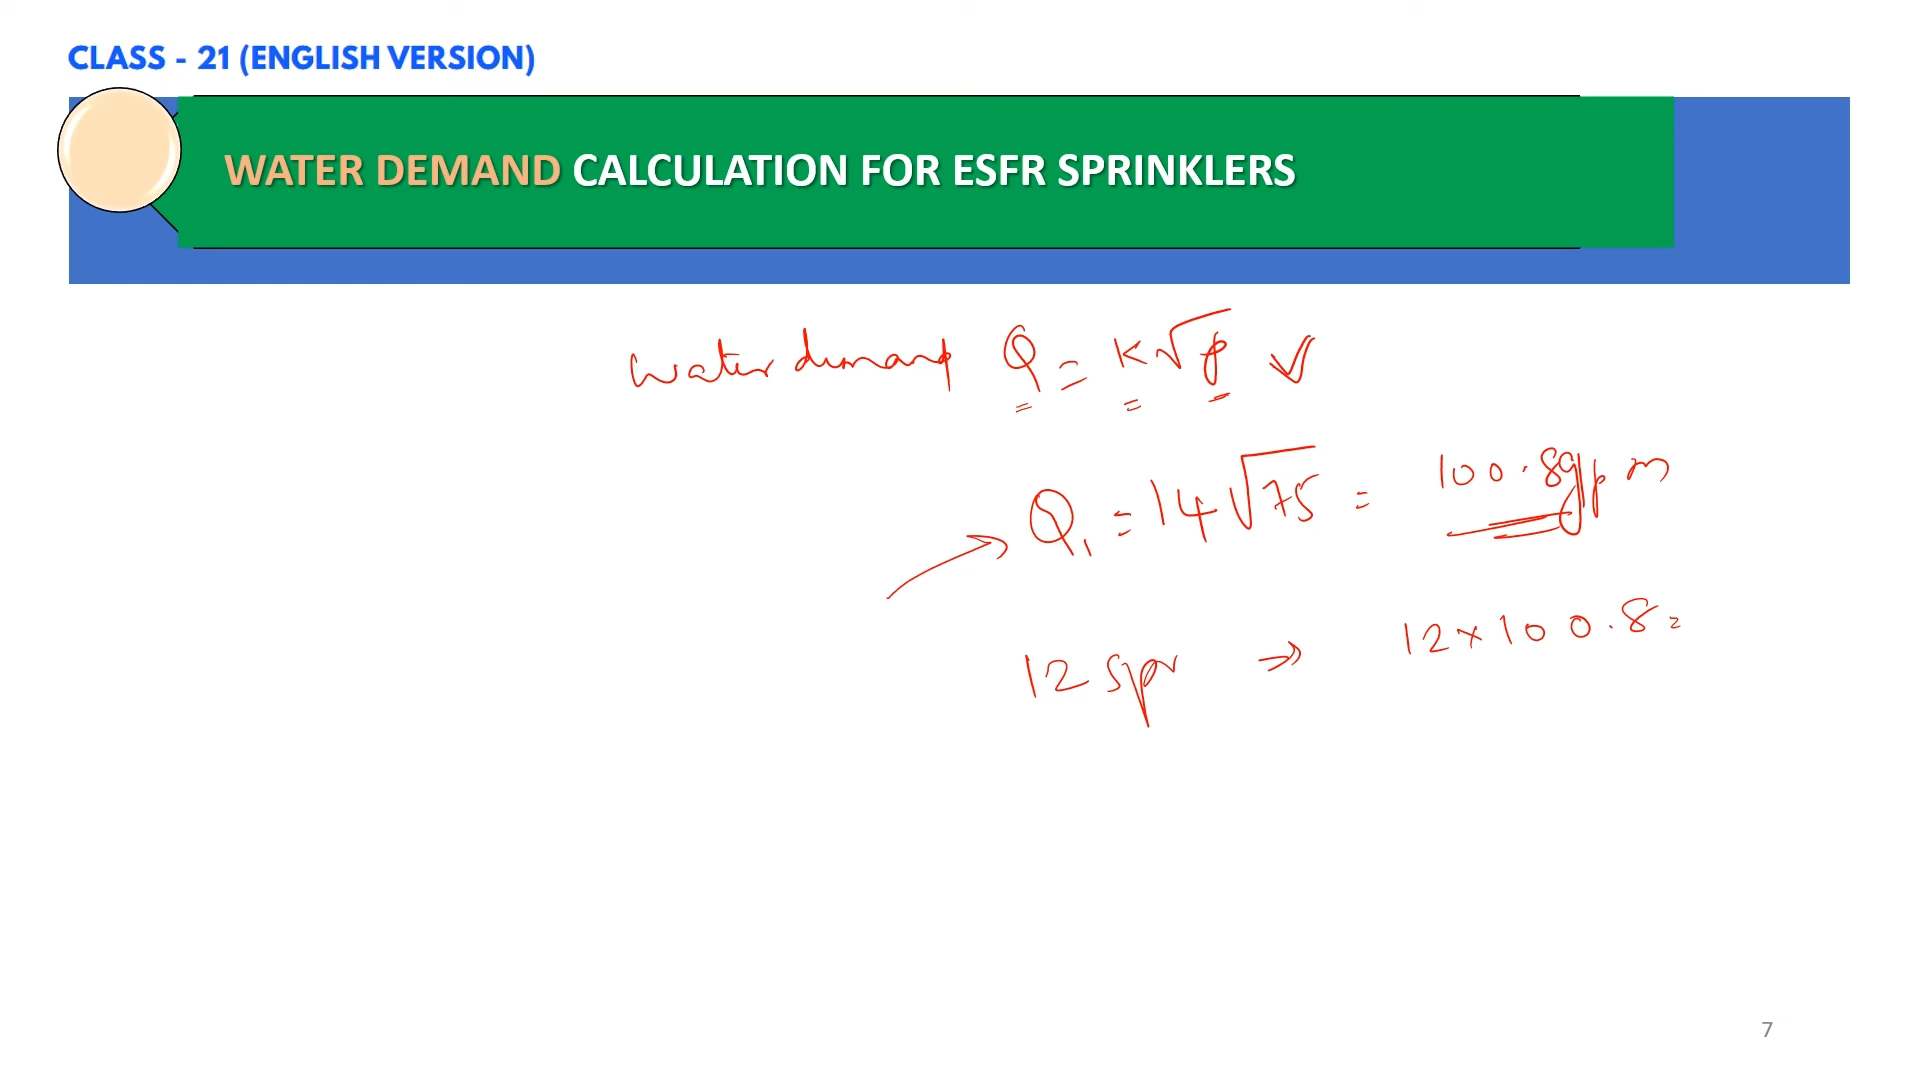 CLASS - 21 (ENGLISH VERSION)
WATER DEMAND CALCULATION FOR ESFR SPRINKLERS
Water demand Q = K√p ✓
Q₁ = 14√75 = 100.8gpm
12 spr ⇒ 12 × 100.8 =
7